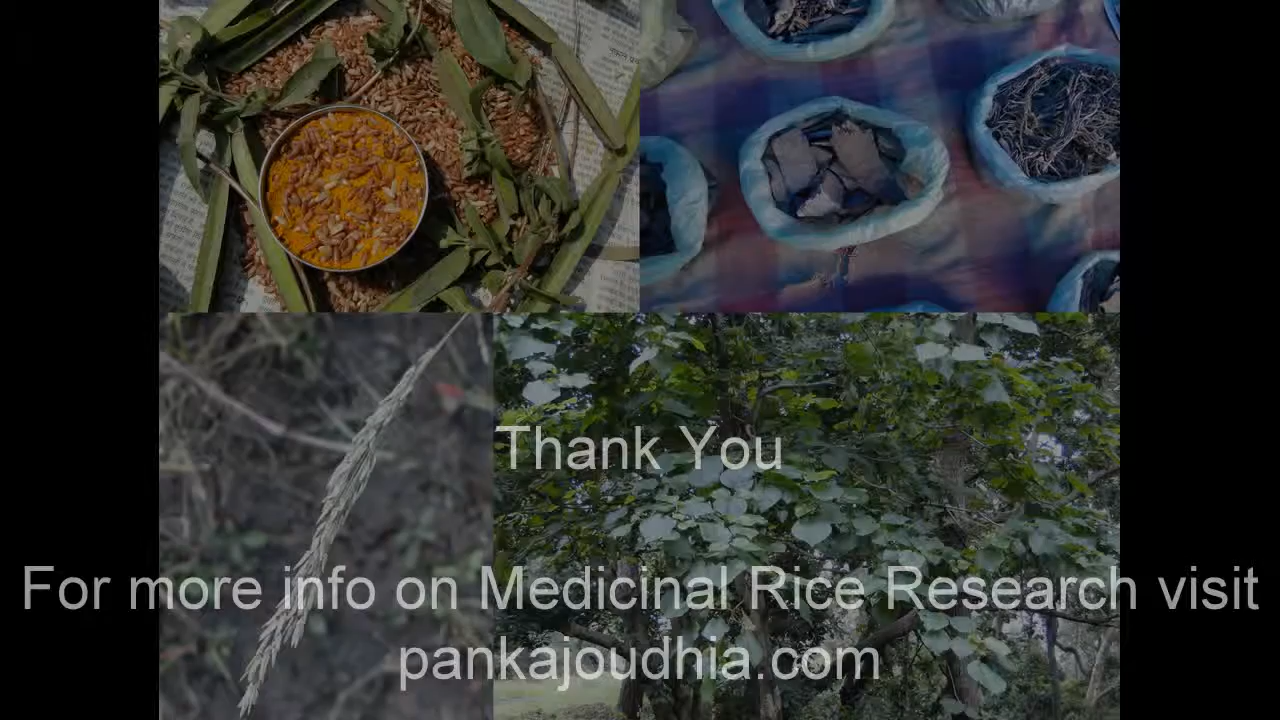 Thank You
For more info on Medicinal Rice Research visit
pankajoudhia.com